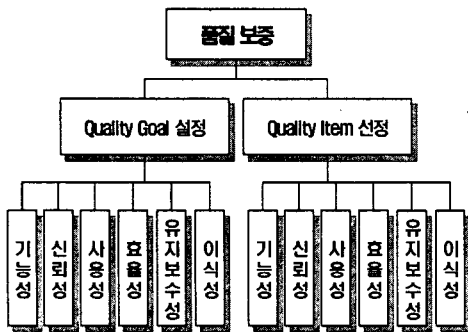 품질 보증
Quality Goal 설정
Quality Item 선정
기능성
신뢰성
사용성
효율성
유지보수성
이식성
기능성
신뢰성
사용성
효율성
유지보수성
이식성